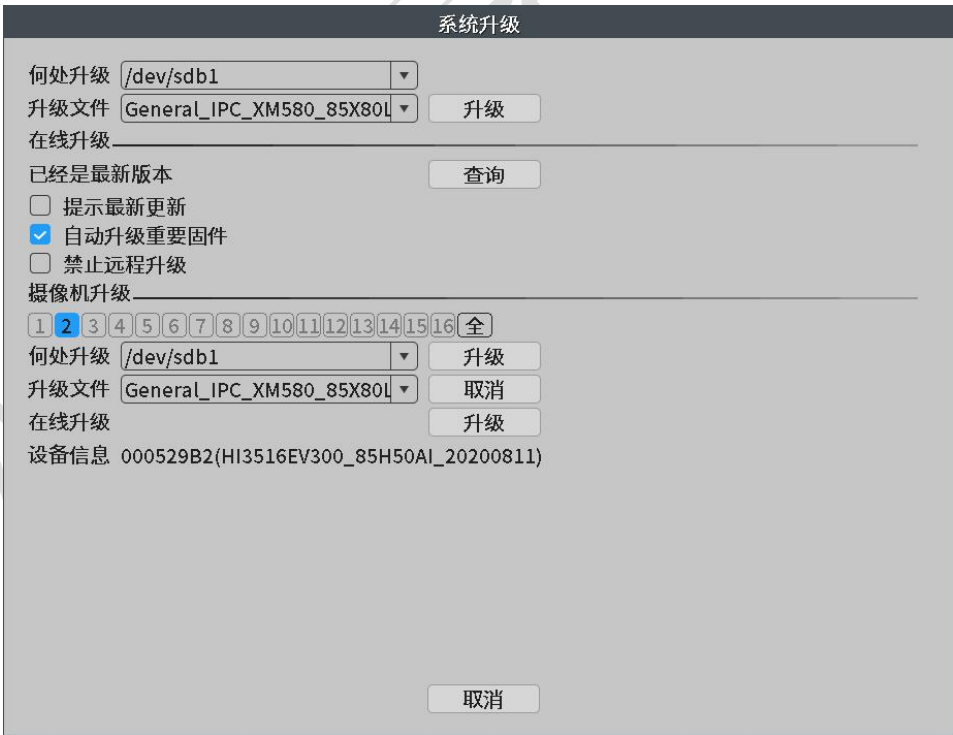 系统升级
何处升级 /dev/sdb1
升级文件 General_IPC_XM580_85X80L 升级
在线升级
已经是最新版本 查询
提示最新更新
自动升级重要固件
禁止远程升级
摄像机升级
1 2 3 4 5 6 7 8 9 10 11 12 13 14 15 16 全
何处升级 /dev/sdb1 升级
升级文件 General_IPC_XM580_85X80L 取消
在线升级 升级
设备信息 000529B2(HI3516EV300_85H50AI_20200811)
取消